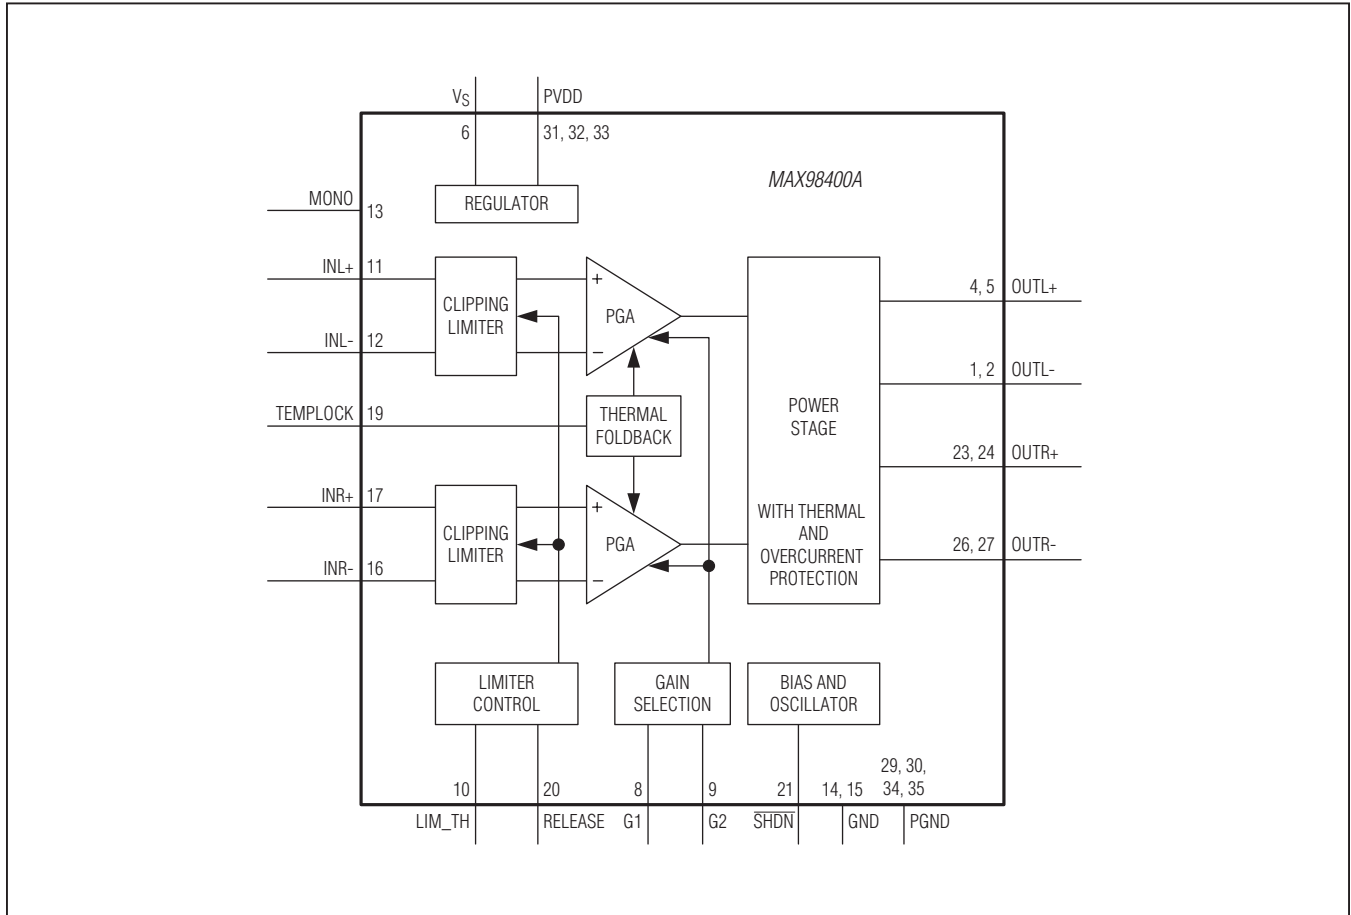 VS
PVDD
6
31, 32, 33
MAX98400A
REGULATOR
MONO
13
INL+
11
CLIPPING
LIMITER
+
PGA
−
INL-
12
4, 5
OUTL+
1, 2
OUTL-
TEMPLOCK
19
THERMAL
FOLDBACK
POWER
STAGE
WITH THERMAL
AND
OVERCURRENT
PROTECTION
23, 24
OUTR+
26, 27
OUTR-
INR+
17
CLIPPING
LIMITER
+
PGA
−
INR-
16
LIMITER
CONTROL
GAIN
SELECTION
BIAS AND
OSCILLATOR
10
20
8
9
21
14, 15
29, 30,
34, 35
LIM_TH
RELEASE
G1
G2
SHDN
GND
PGND